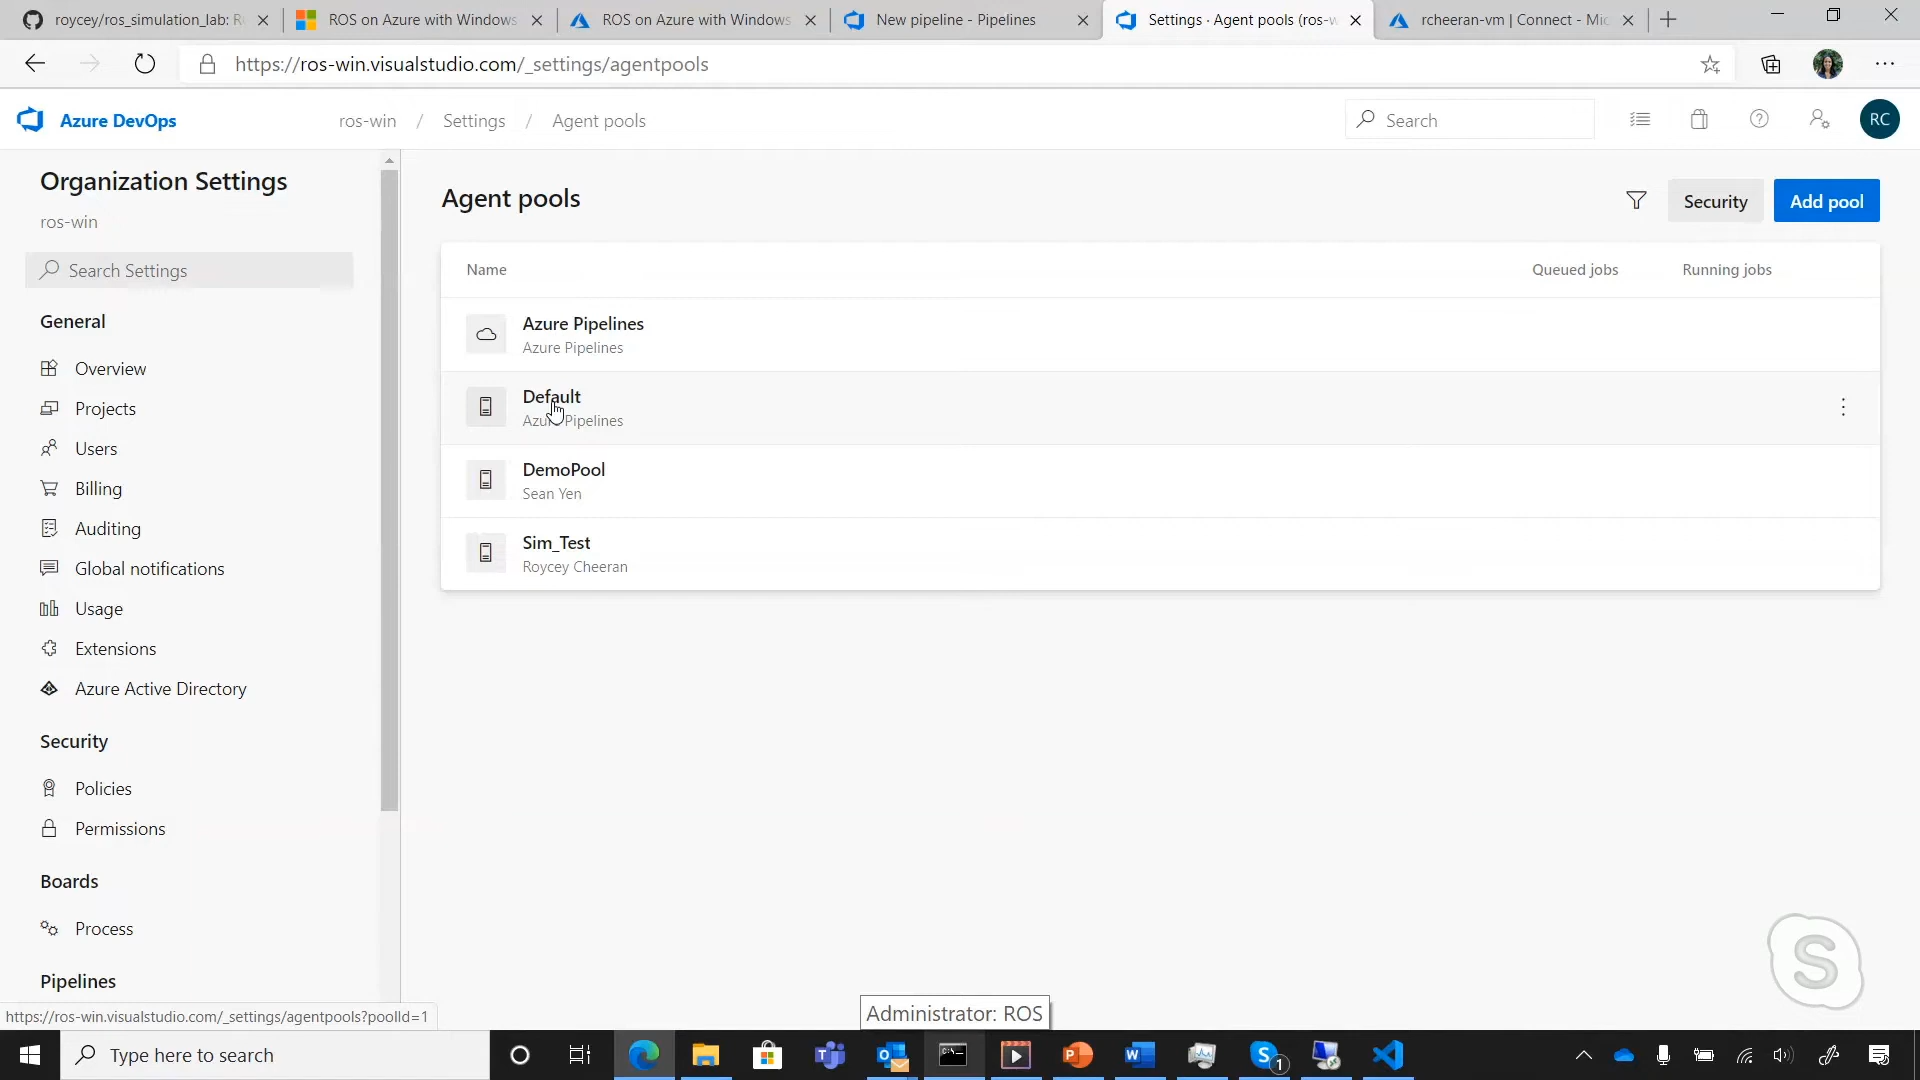 roycey/ros_simulation_lab: R
ROS on Azure with Windows
ROS on Azure with Windows
New pipeline - Pipelines
Settings · Agent pools (ros-w
rcheeran-vm | Connect - Mic
https://ros-win.visualstudio.com/_settings/agentpools
Azure DevOps
ros-win / Settings / Agent pools
Search
RC
Organization Settings
ros-win
Search Settings
General
Overview
Projects
Users
Billing
Auditing
Global notifications
Usage
Extensions
Azure Active Directory
Security
Policies
Permissions
Boards
Process
Pipelines
Agent pools
Security
Add pool
Name
Queued jobs
Running jobs
Azure Pipelines
Azure Pipelines
Default
Azure Pipelines
DemoPool
Sean Yen
Sim_Test
Roycey Cheeran
S
https://ros-win.visualstudio.com/_settings/agentpools?poolId=1
Administrator: ROS
Type here to search
1